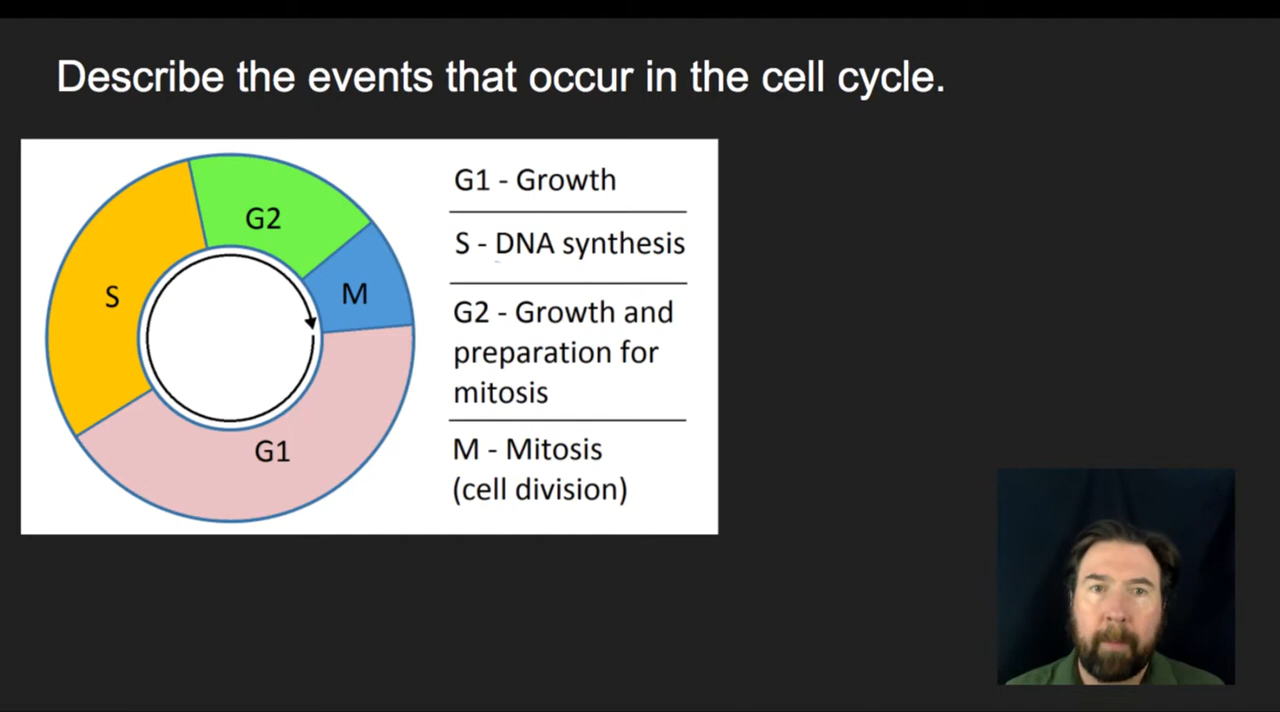 Describe the events that occur in the cell cycle.
G2
S
M
G1
G1 - Growth
S - DNA synthesis
G2 - Growth and
preparation for
mitosis
M - Mitosis
(cell division)